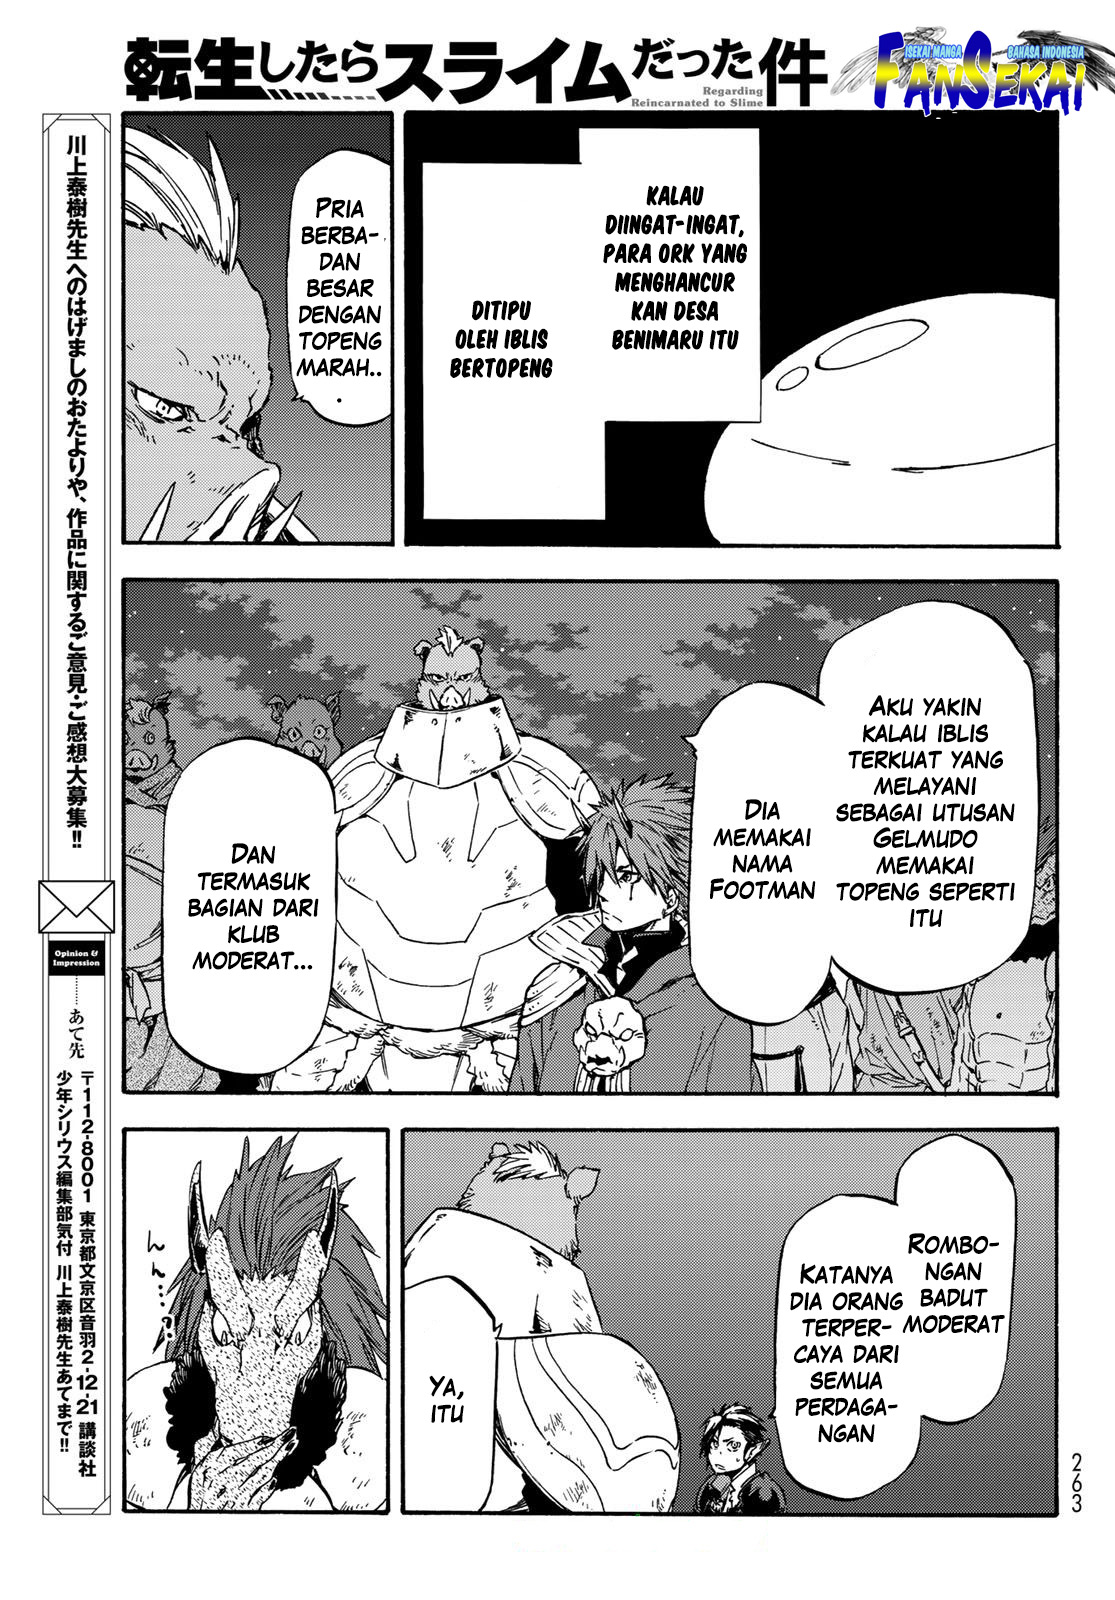 転生したらスライムだった件
Regarding
Reincarnated to Slime
ISEKAI MANGA
BAHASA INDONESIA
FANSEKAI
KALAU
DIINGAT-INGAT,
PARA ORK YANG
MENGHANCUR
KAN DESA
BENIMARU ITU
DITIPU
OLEH IBLIS
BERTOPENG
PRIA
BERBA-
DAN
BESAR
DENGAN
TOPENG
MARAH..
.
AKU YAKIN
KALAU IBLIS
TERKUAT YANG
MELAYANI
SEBAGAI UTUSAN
GELMUDO
MEMAKAI
TOPENG SEPERTI
ITU
DIA
MEMAKAI
NAMA
FOOTMAN
DAN
TERMASUK
BAGIAN DARI
KLUB
MODERAT...
ROMBO-
NGAN
BADUT
MODERAT
KATANYA
DIA ORANG
TERPER-
CAYA DARI
SEMUA
PERDAGA-
NGAN
YA,
ITU
んん……?
川上泰樹先生へのはげましのおたよりや、作品に関するご意見・ご感想大募集!!
Opinion &
Impression
………あて先
〒112-8001 東京都文京区音羽2-12-21 講談社
少年シリウス編集部気付 川上泰樹先生あてまで!!
263